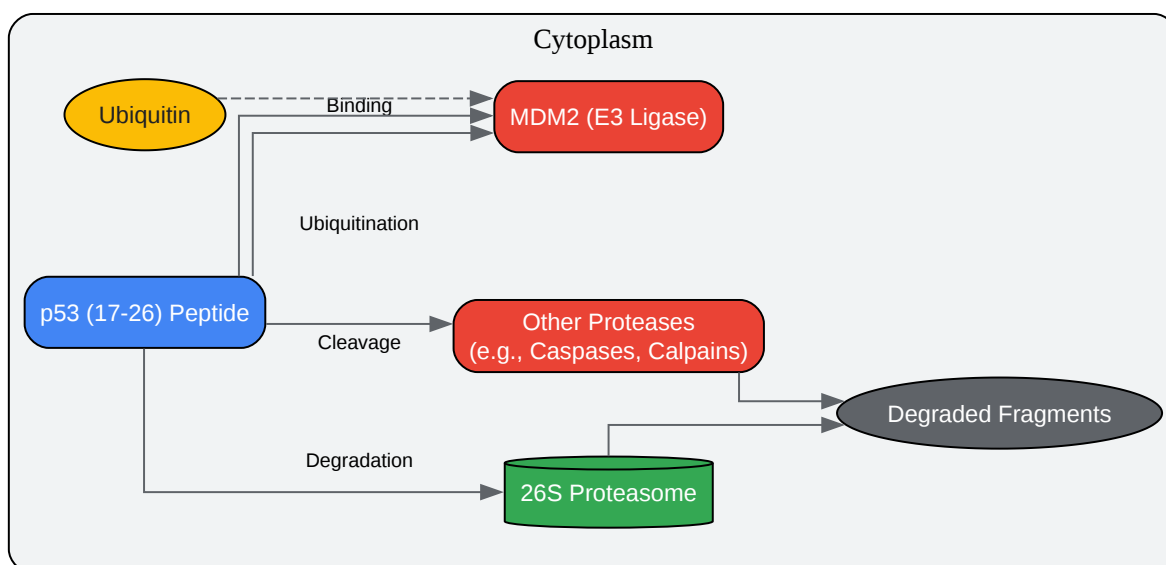 Cytoplasm
Ubiquitin
Binding
MDM2 (E3 Ligase)
Ubiquitination
p53 (17-26) Peptide
Cleavage
Other Proteases
(e.g., Caspases, Calpains)
Degraded Fragments
Degradation
26S Proteasome